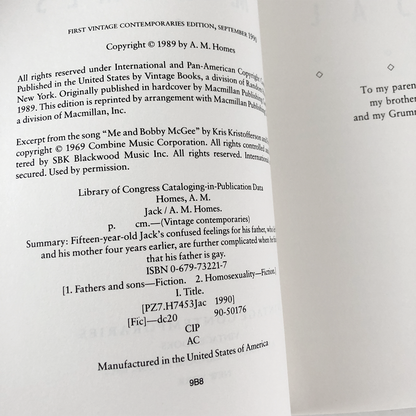 FIRST VINTAGE CONTEMPORARIES EDITION, SEPTEMBER 1990
Copyright © 1989 by A. M. Homes
All rights reserved under International and Pan-American Copyright
Published in the United States by Vintage Books, a division of Random
New York. Originally published in hardcover by Macmillan Publishing
1989. This edition is reprinted by arrangement with Macmillan Publishing
a division of Macmillan, Inc.
Excerpt from the song “Me and Bobby McGee” by Kris Kristofferson and
copyright © 1969 Combine Music Corporation. All rights controlled and
tered by SBK Blackwood Music Inc. All rights reserved. International
secured. Used by permission.
Library of Congress Cataloging-in-Publication Data
Homes, A.M.
Jack / A.M. Homes.
p. cm.—(Vintage contemporaries)
Summary: Fifteen-year-old Jack's confused feelings for his father, who
and his mother four years earlier, are further complicated when he
that his father is gay.
ISBN 0-679-73221-7
[1. Fathers and sons—Fiction. 2. Homosexuality—Fiction.]
I. Title.
[PZ7.H7453Jac 1990]
[Fic]—dc20 90-50176
CIP
AC
Manufactured in the United States of America
9B8
To my paren
my brother
and my Grumm